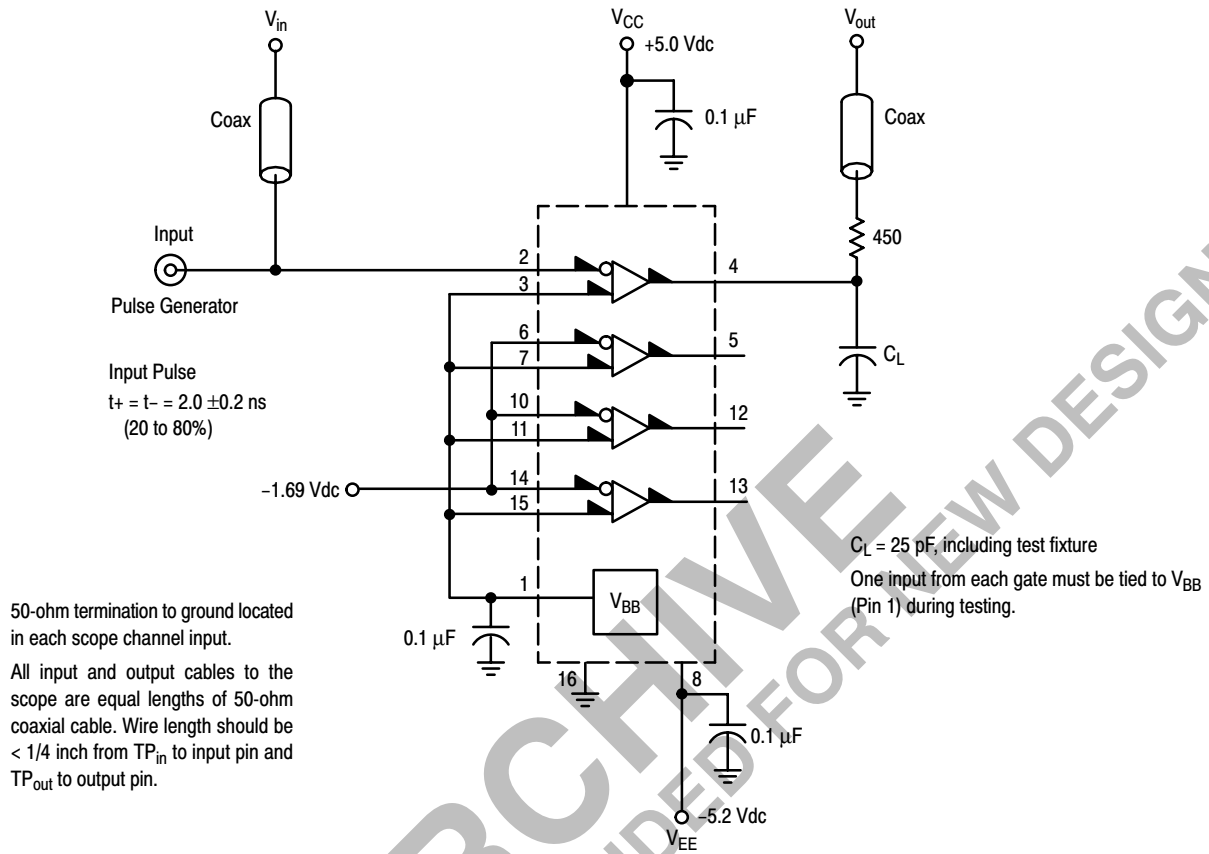 V_in
V_CC
+5.0 Vdc
V_out
Coax
0.1 µF
Coax
450
Input
Pulse Generator
2
3
4
Input Pulse
t+ = t− = 2.0 ±0.2 ns
(20 to 80%)
6
7
5
C_L
10
11
12
−1.69 Vdc
14
15
13
C_L = 25 pF, including test fixture
One input from each gate must be tied to V_BB
(Pin 1) during testing.
1
V_BB
0.1 µF
50-ohm termination to ground located
in each scope channel input.
All input and output cables to the
scope are equal lengths of 50-ohm
coaxial cable. Wire length should be
< 1/4 inch from TP_in to input pin and
TP_out to output pin.
16
8
0.1 µF
−5.2 Vdc
V_EE
RCHIVE
NDED FOR NEW DESIGN